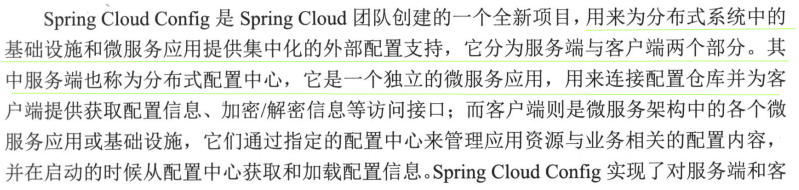 Spring Cloud Config 是 Spring Cloud 团队创建的一个全新项目，用来为分布式系统中的
基础设施和微服务应用提供集中化的外部配置支持，它分为服务端与客户端两个部分。其
中服务端也称为分布式配置中心，它是一个独立的微服务应用，用来连接配置仓库并为客
户端提供获取配置信息、加密/解密信息等访问接口；而客户端则是微服务架构中的各个微
服务应用或基础设施，它们通过指定的配置中心来管理应用资源与业务相关的配置内容，
并在启动的时候从配置中心获取和加载配置信息。Spring Cloud Config 实现了对服务端和客